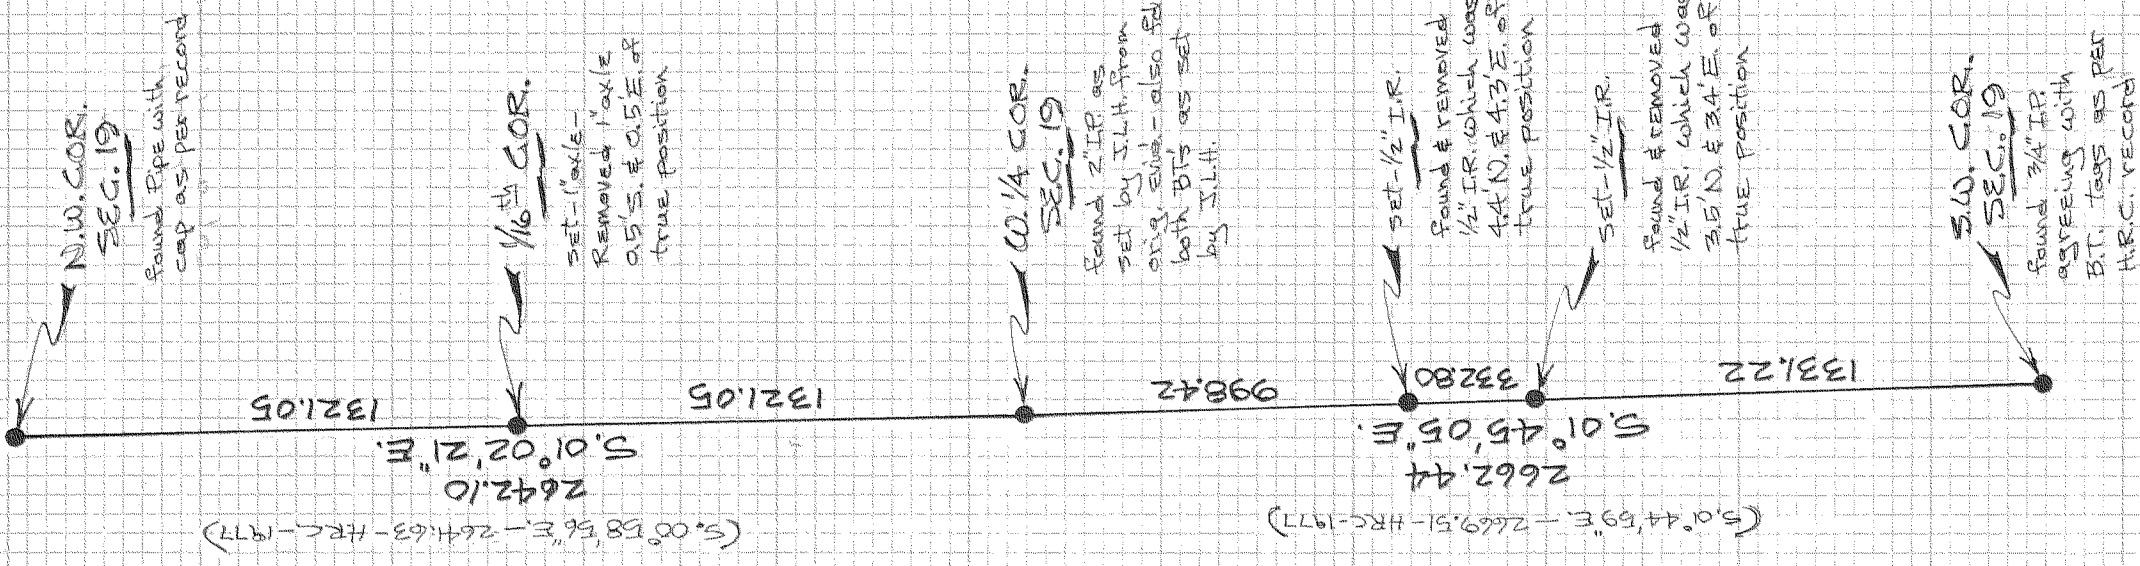 N.W. COR.
SEC. 19
found Pipe with
cap as per record
1/16th COR.
set-1" axle-
Removed 1" axle
0.5'S. & 0.5'E. of
true position
W. 1/4 COR.
SEC. 19
found 2" I.P. as
set by J.L.H. from
orig. evid - also fd
both BT's as set
by J.L.H.
set-1/2" I.R.
found & removed
1/2" I.R. which was
4.4'N. & 4.3'E. of
true position
set-1/2" I.R.
found & removed
1/2" I.R. which was
3.5'N. & 3.4'E. of
true position
S.W. COR.
SEC. 19
found 3/4" I.P.
agreeing with
B.T. tags as per
H.R.C. record
1321.05
1321.05
998.42
332.80
1331.22
S.01°02'21"E.
2642.10
(S.00°58'56"E. - 2641.63 - HRC - 1977)
S.01°45'05"E.
2662.44
(S.01°44'59"E. - 2669.51 - HRC - 1977)